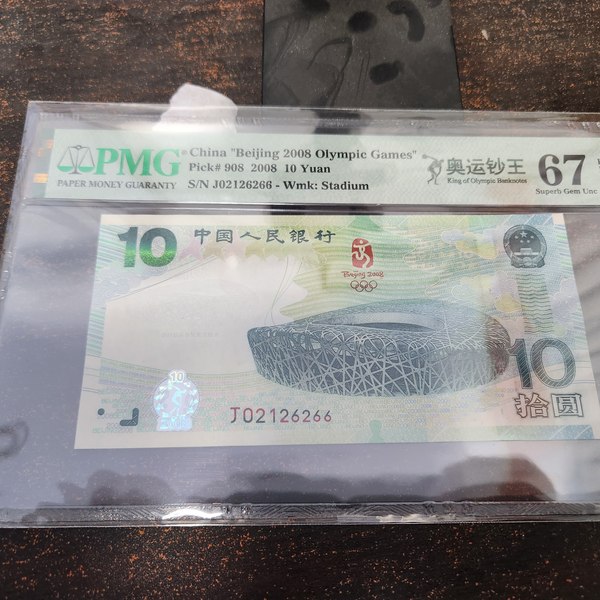 PMG
PAPER MONEY GUARANTY
China "Beijing 2008 Olympic Games"
Pick# 908 2008 10 Yuan
S/N J02126266 - Wmk: Stadium
奥运钞王
King of Olympic Banknotes
67
Superb Gem Unc
10 中国人民银行
Beijing 2008
10
10
拾圆
J02126266